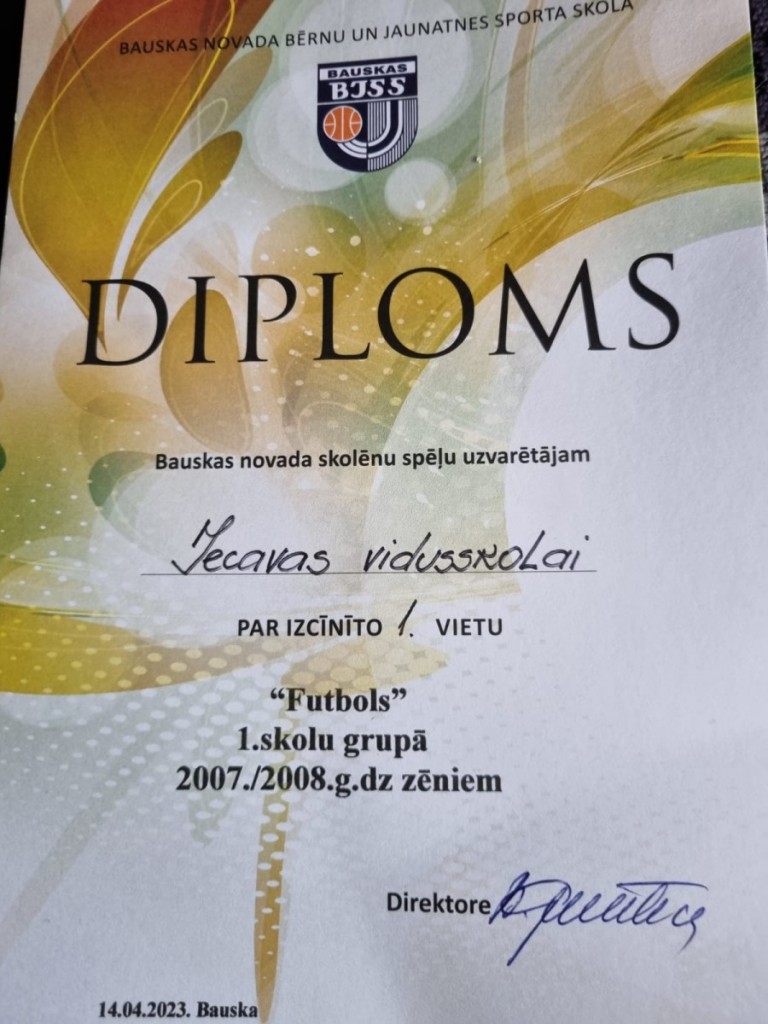 BAUSKAS NOVADA BĒRNU UN JAUNATNES SPORTA SKOLA
BAUSKAS
BJSS
DIPLOMS
Bauskas novada skolēnu spēļu uzvarētājam
Iecavas vidusskolai
PAR IZCĪNĪTO 1. VIETU
“Futbols”
1.skolu grupā
2007./2008.g.dz zēniem
Direktore
14.04.2023. Bauska